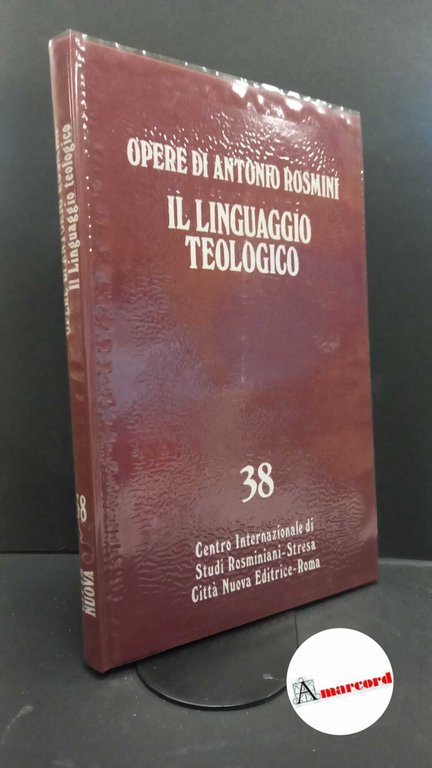 OPERE DI ANTONIO ROSMINI
IL LINGUAGGIO
TEOLOGICO
38
Centro Internazionale di
Studi Rosminiani-Stresa
Città Nuova Editrice-Roma
Il Linguaggio teologico
38
NUOVA
Amarcord